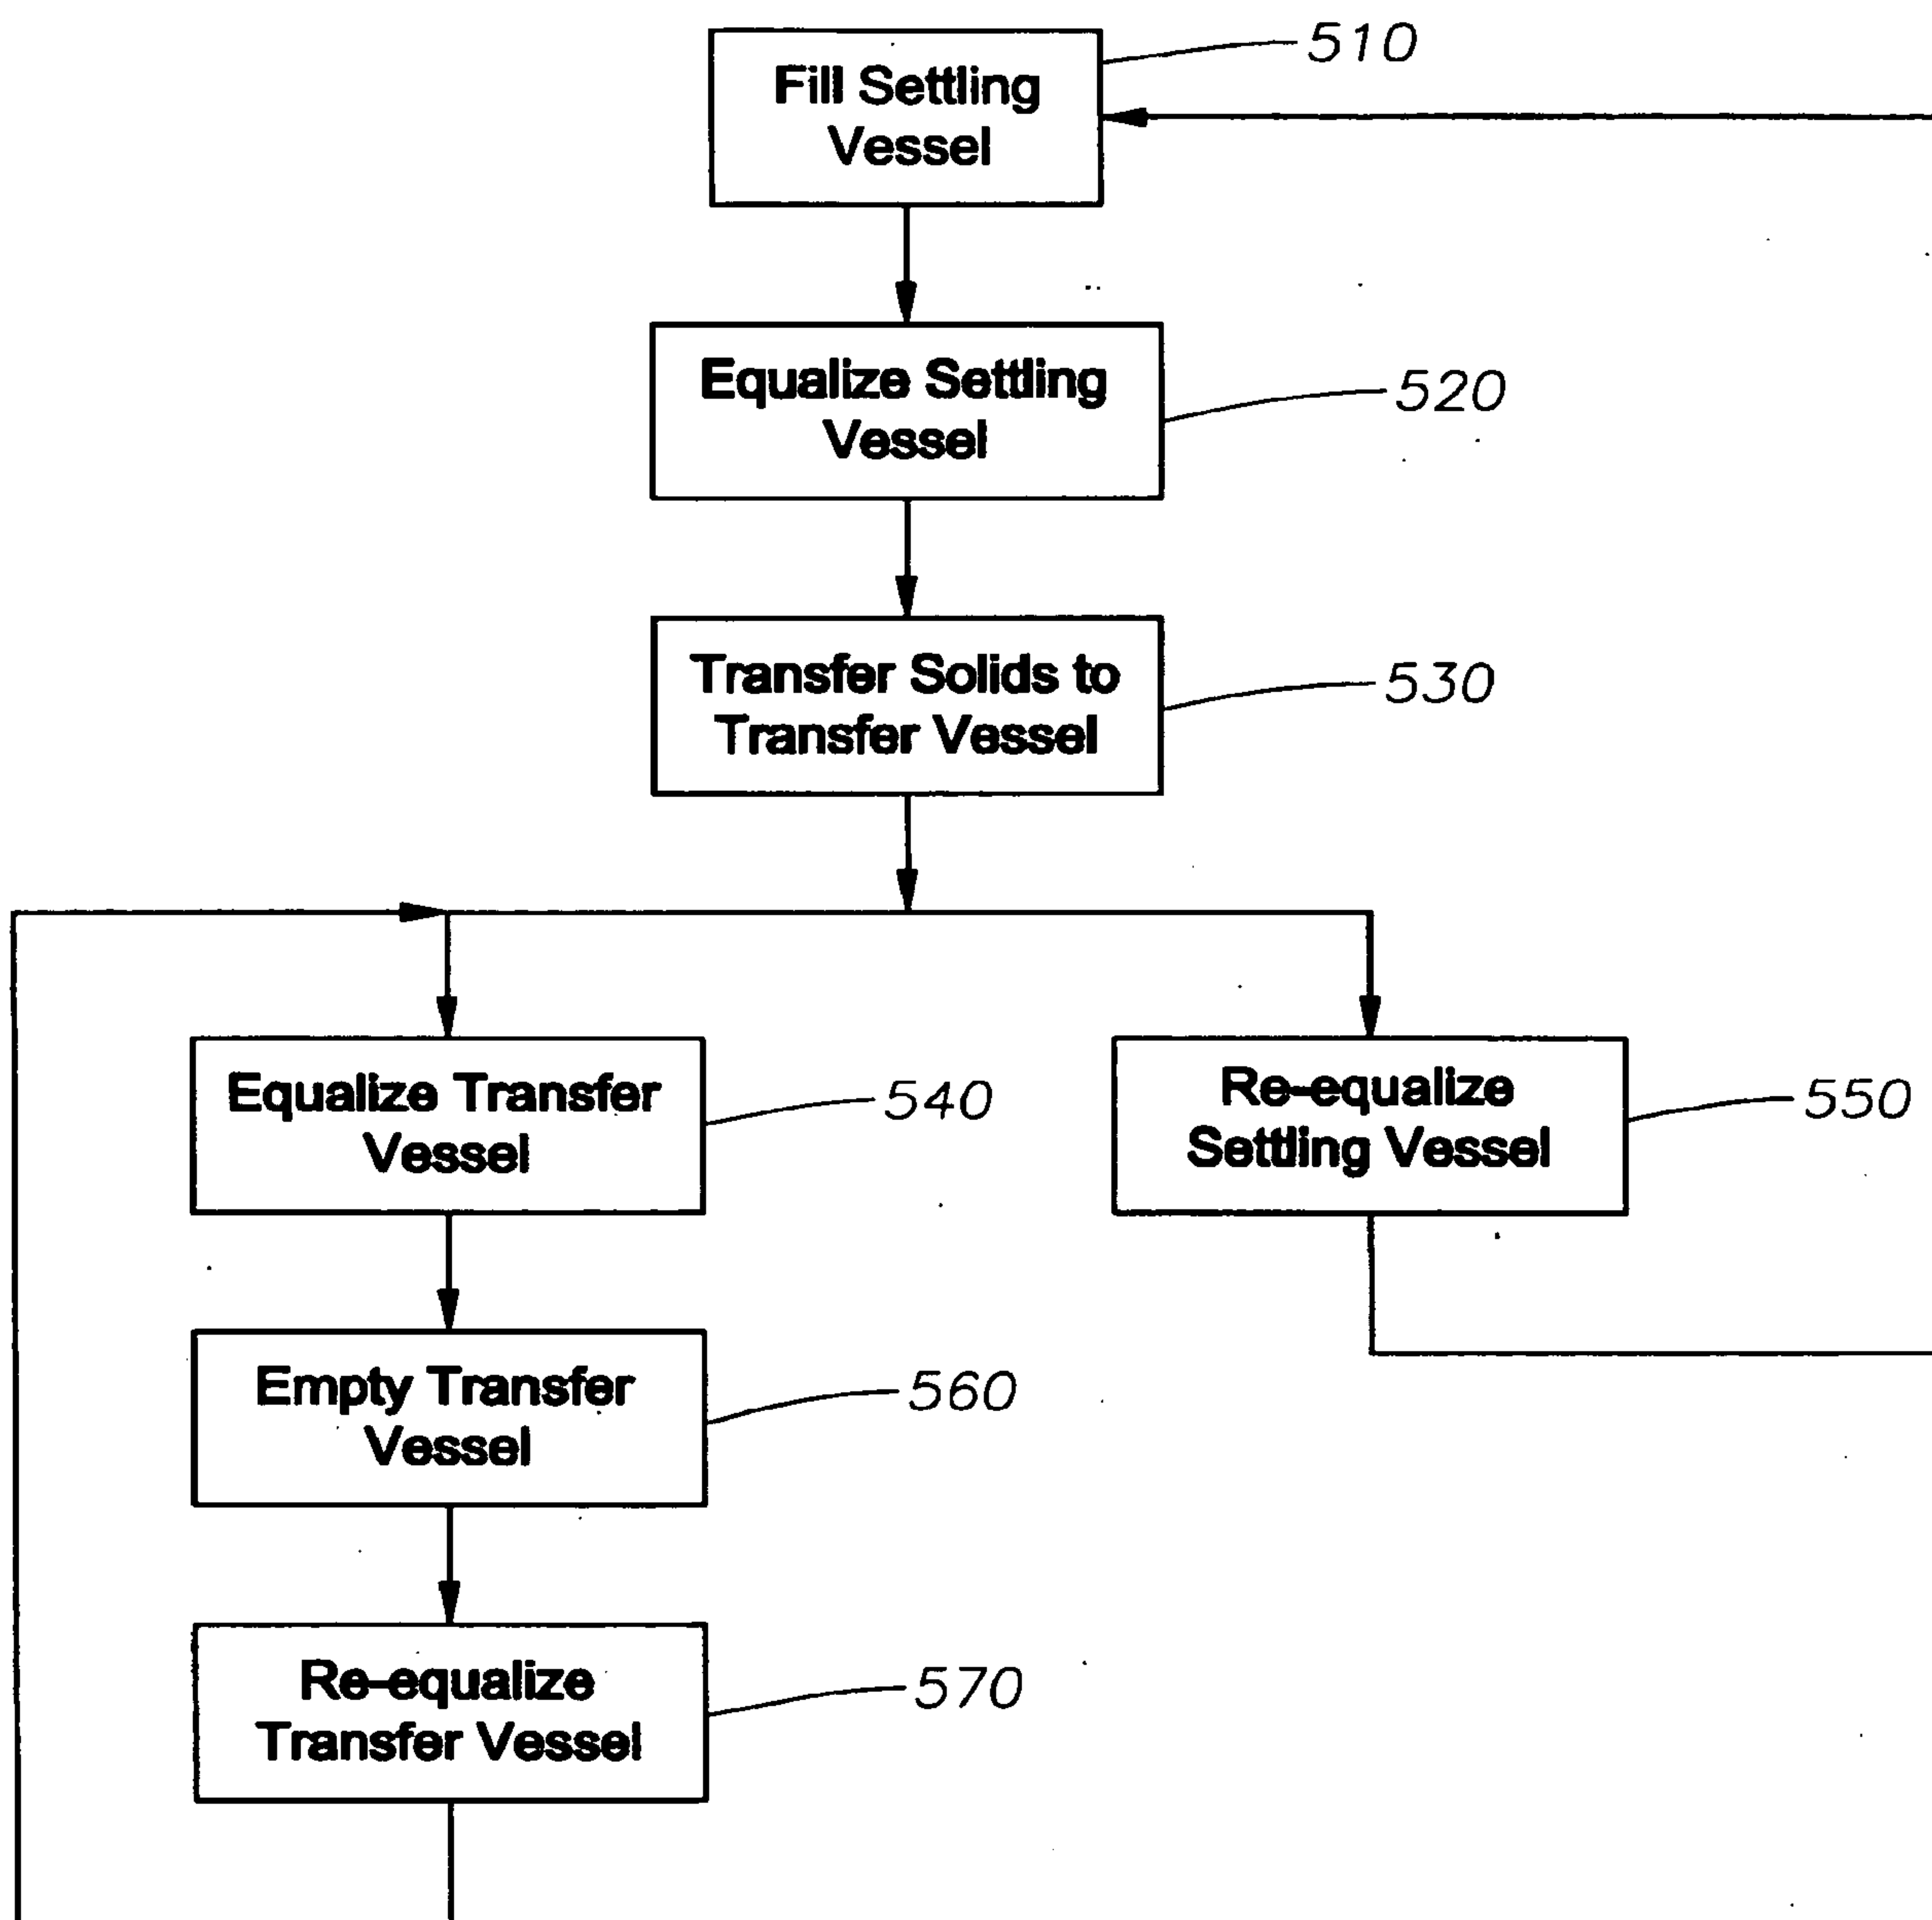 Fill Settling
Vessel
510
Equalize Settling
Vessel
520
Transfer Solids to
Transfer Vessel
530
Equalize Transfer
Vessel
540
Re-equalize
Settling Vessel
550
Empty Transfer
Vessel
560
Re-equalize
Transfer Vessel
570